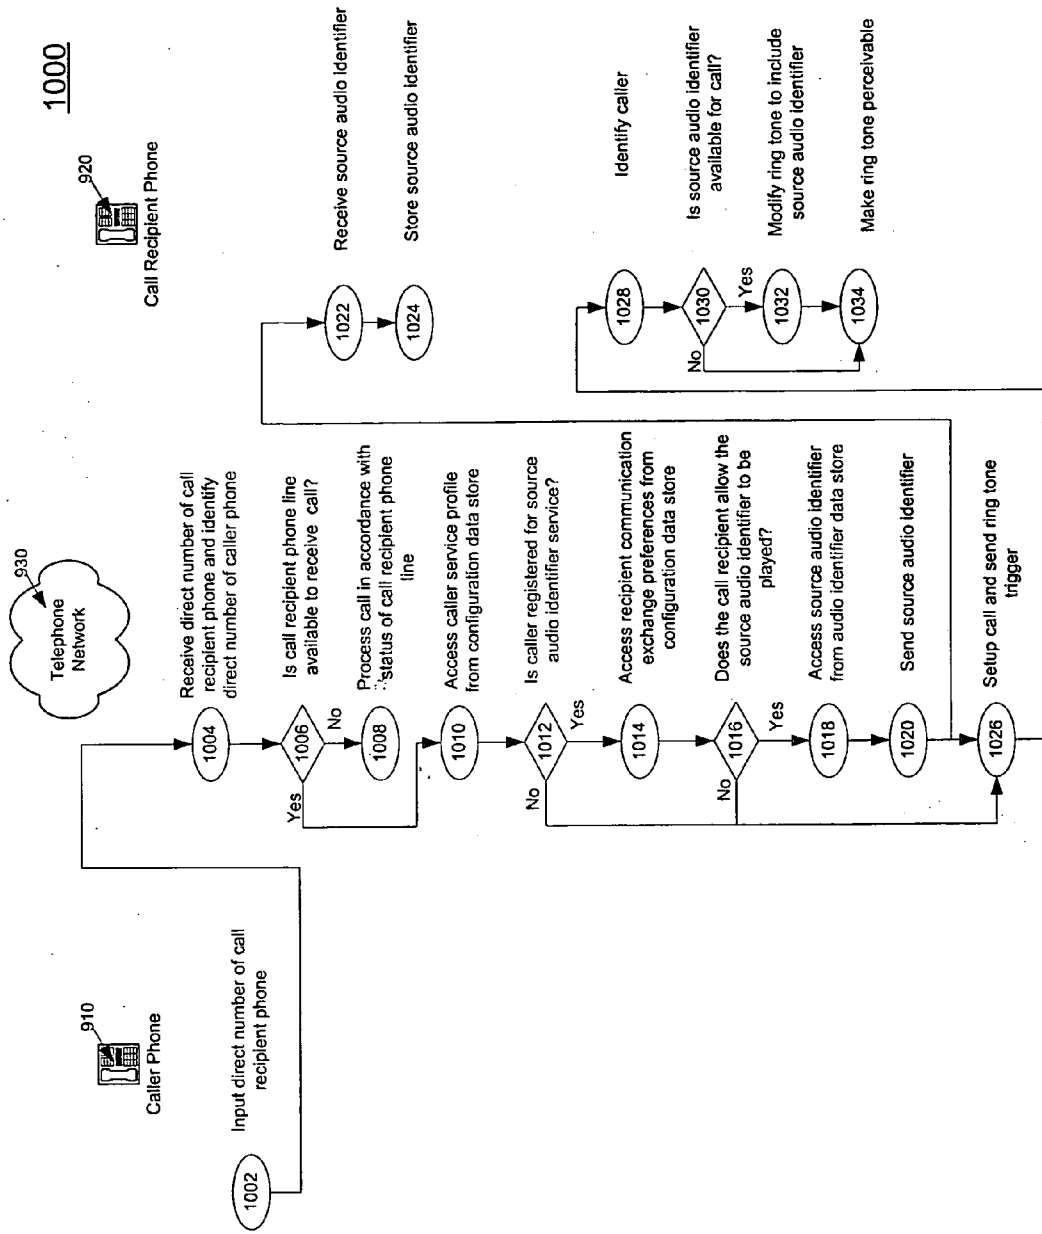 1000
910
Caller Phone
930
Telephone
Network
920
Call Recipient Phone
1002
Input direct number of call
recipient phone
1004
Receive direct number of call
recipient phone and identify
direct number of caller phone
1006
Is call recipient phone line
available to receive call?
Yes
No
1008
Process call in accordance with
status of call recipient phone
line
1010
Access caller service profile
from configuration data store
1012
Is caller registered for source
audio identifier service?
No
Yes
1014
Access recipient communication
exchange preferences from
configuration data store
1016
Does the call recipient allow the
source audio identifier to be
played?
No
Yes
1018
Access source audio identifier
from audio identifier data store
1020
Send source audio identifier
1026
Setup call and send ring tone
trigger
1022
Receive source audio identifier
1024
Store source audio identifier
1028
Identify caller
1030
Is source audio identifier
available for call?
No
Yes
1032
Modify ring tone to include
source audio identifier
1034
Make ring tone perceivable